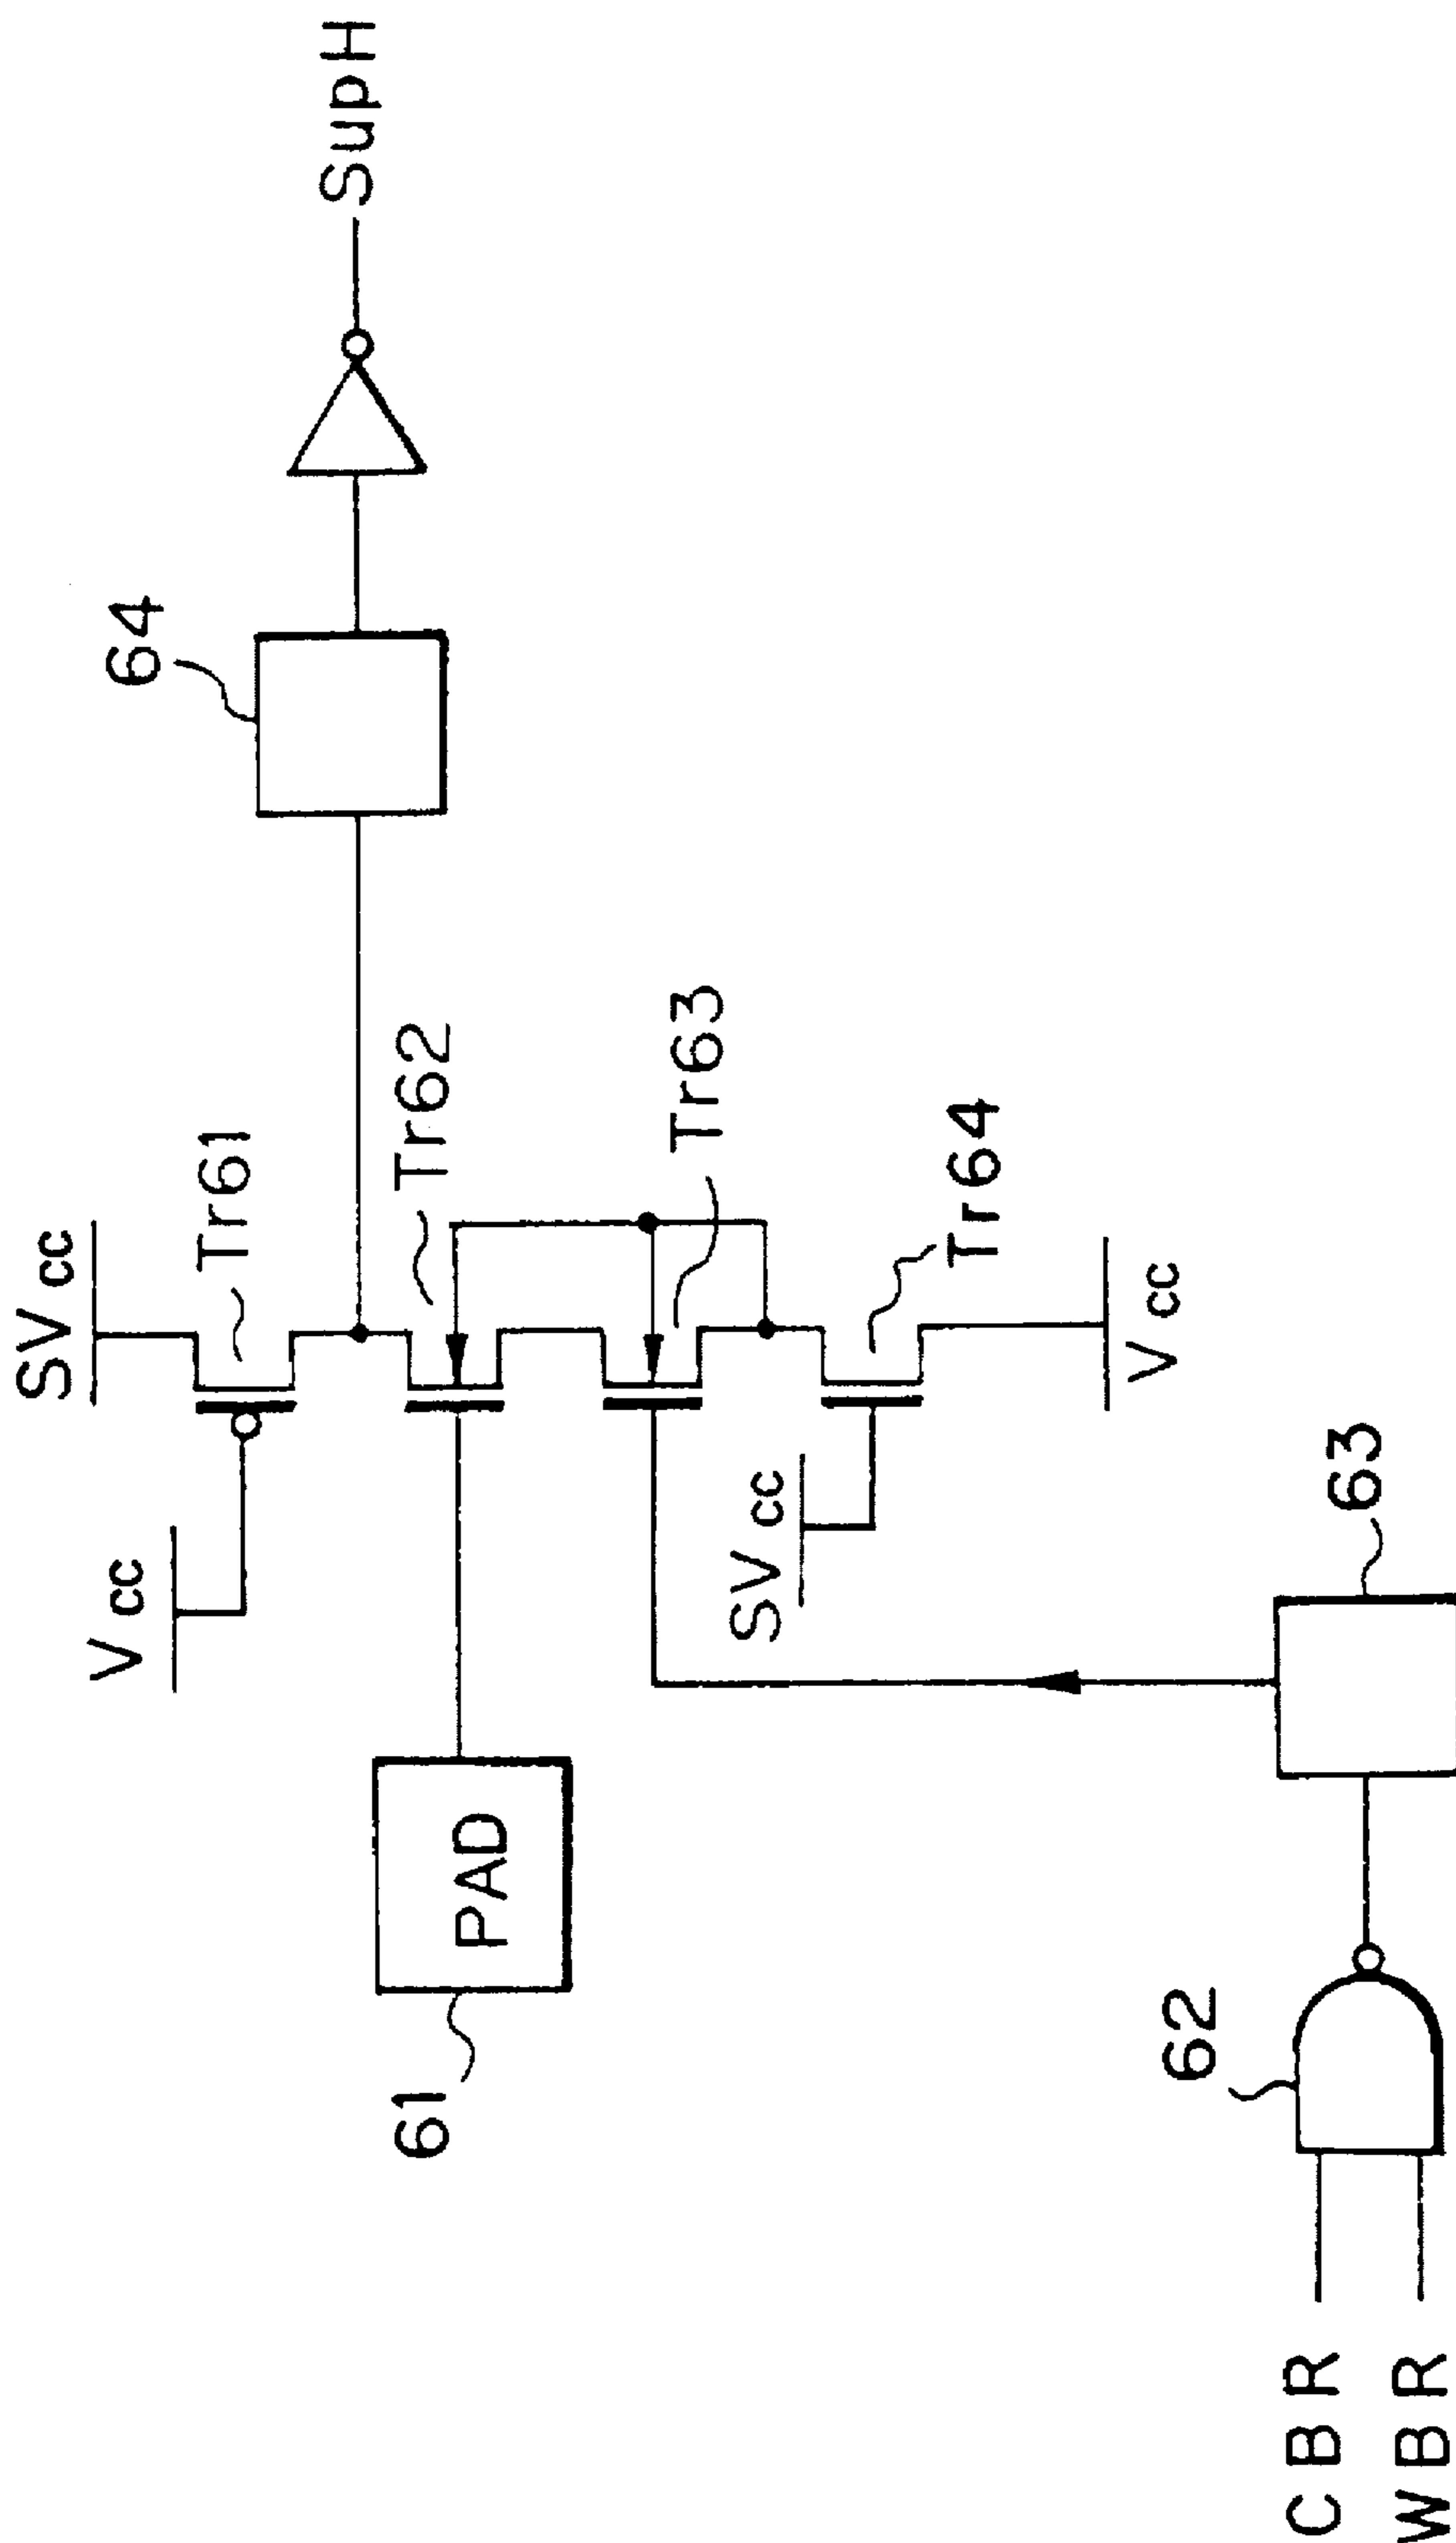 SVcc
Vcc
Tr61
64
SupH
Tr62
PAD
61
Tr63
SVcc
Tr64
Vcc
62
63
CBR
WBR